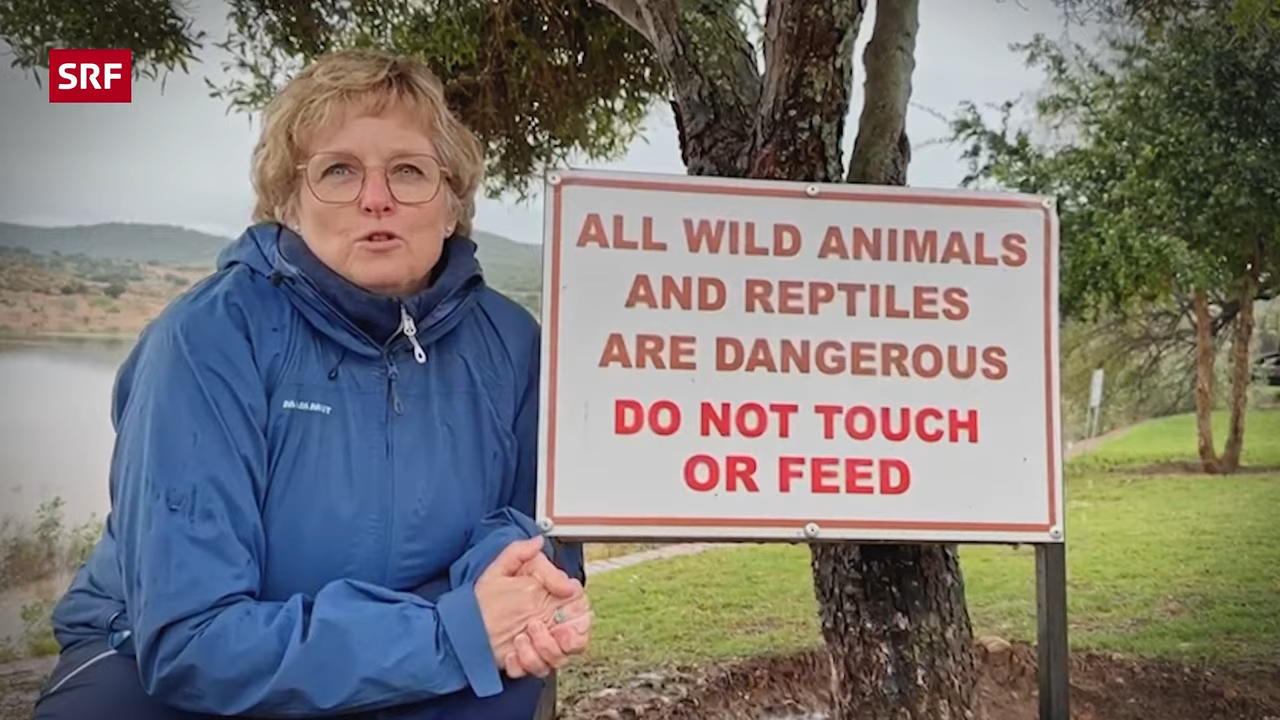 SRF
ALL WILD ANIMALS
AND REPTILES
ARE DANGEROUS
DO NOT TOUCH
OR FEED